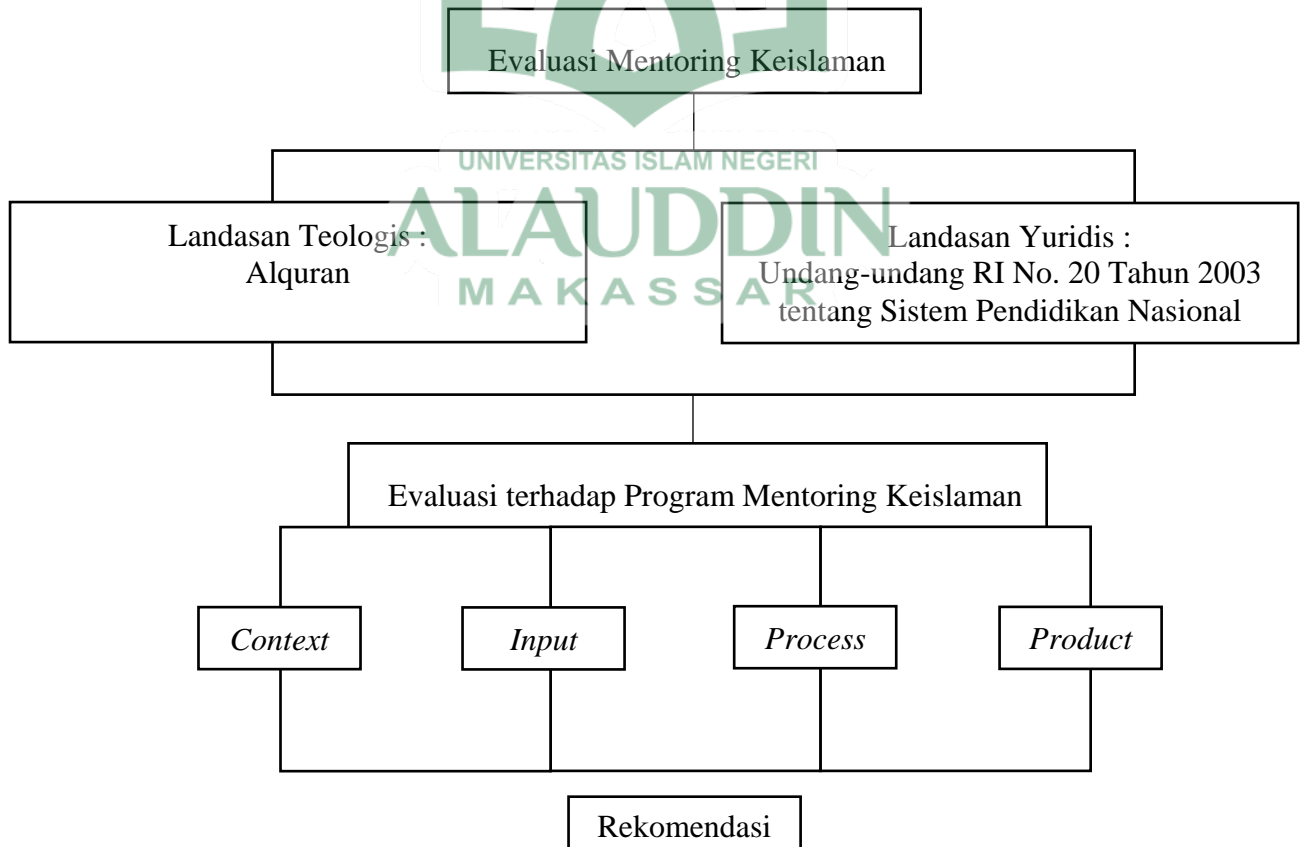 Evaluasi Mentoring Keislaman
UNIVERSITAS ISLAM NEGERI
ALAUDDIN
MAKASSAR
Landasan Teologis :
Alquran
Landasan Yuridis :
Undang-undang RI No. 20 Tahun 2003
tentang Sistem Pendidikan Nasional
Evaluasi terhadap Program Mentoring Keislaman
Context
Input
Process
Product
Rekomendasi